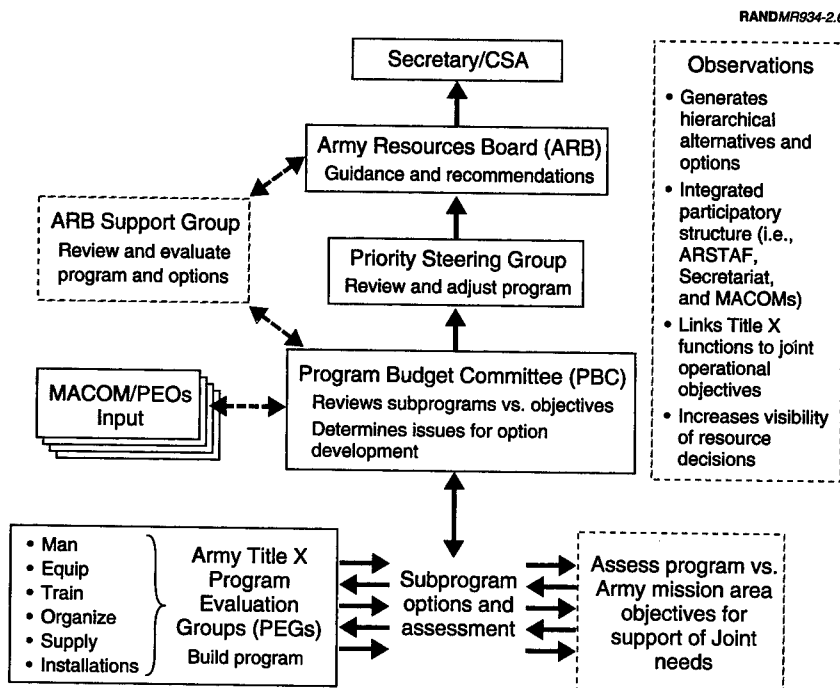 RANDMR934-2.6
Secretary/CSA
Army Resources Board (ARB)
Guidance and recommendations
ARB Support Group
Review and evaluate
program and options
Priority Steering Group
Review and adjust program
MACOM/PEOs
Input
Program Budget Committee (PBC)
Reviews subprograms vs. objectives
Determines issues for option
development
Observations
• Generates
hierarchical
alternatives and
options
• Integrated
participatory
structure (i.e.,
ARSTAF,
Secretariat,
and MACOMs)
• Links Title X
functions to joint
operational
objectives
• Increases visibility
of resource
decisions
• Man
• Equip
• Train
• Organize
• Supply
• Installations
Army Title X
Program
Evaluation
Groups (PEGs)
Build program
Subprogram
options and
assessment
Assess program vs.
Army mission area
objectives for
support of Joint
needs